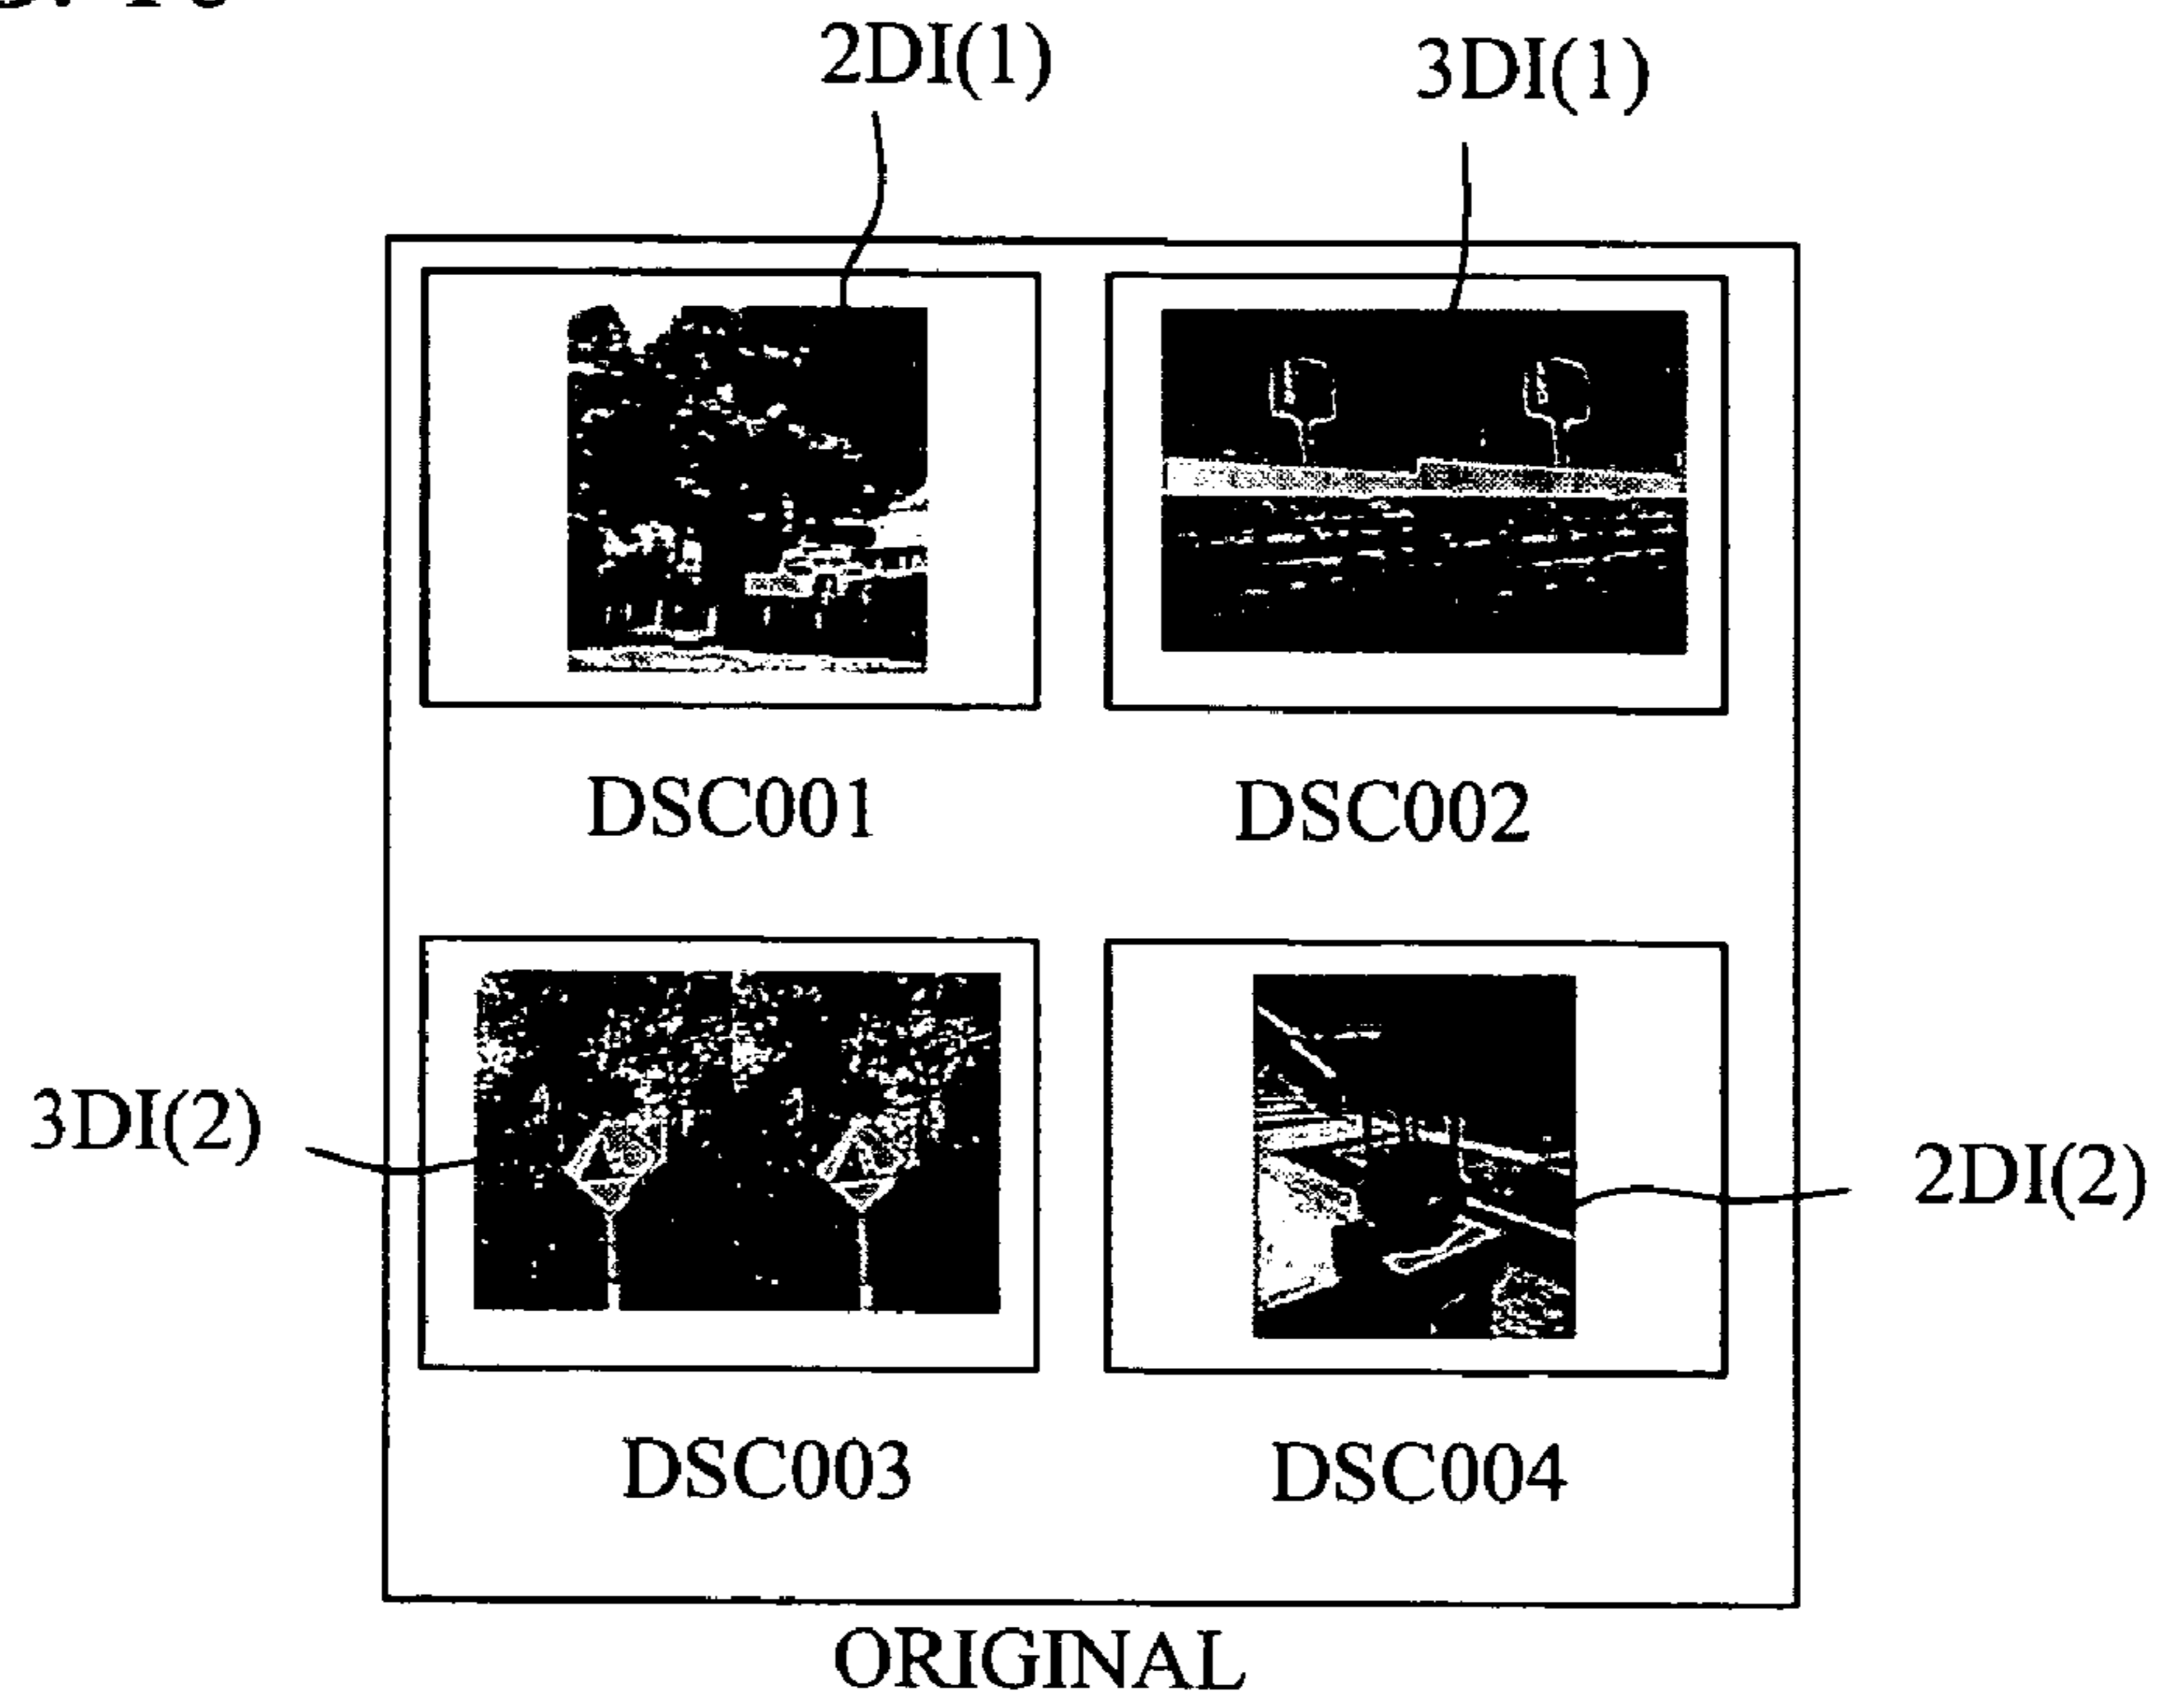 2DI(1)
3DI(1)
DSC001
DSC002
3DI(2)
2DI(2)
DSC003
DSC004
ORIGINAL